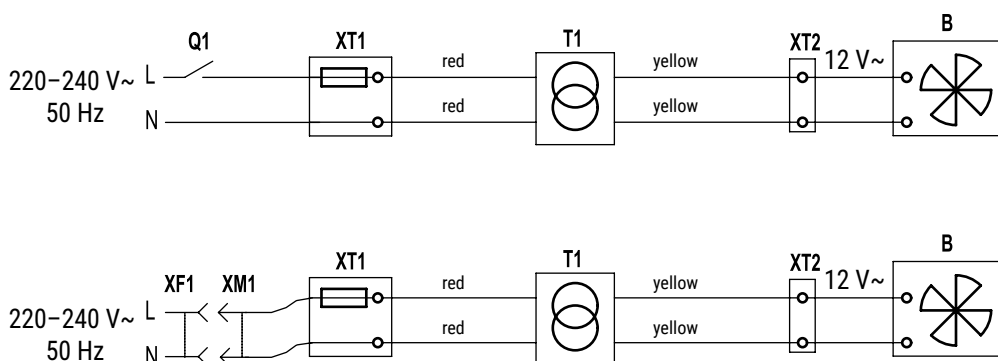 Q1 XT1 T1 XT2 B
220–240 V~ L red yellow 12 V~
50 Hz N red yellow
XF1 XM1 XT1 T1 XT2 B
220–240 V~ L red yellow 12 V~
50 Hz N red yellow